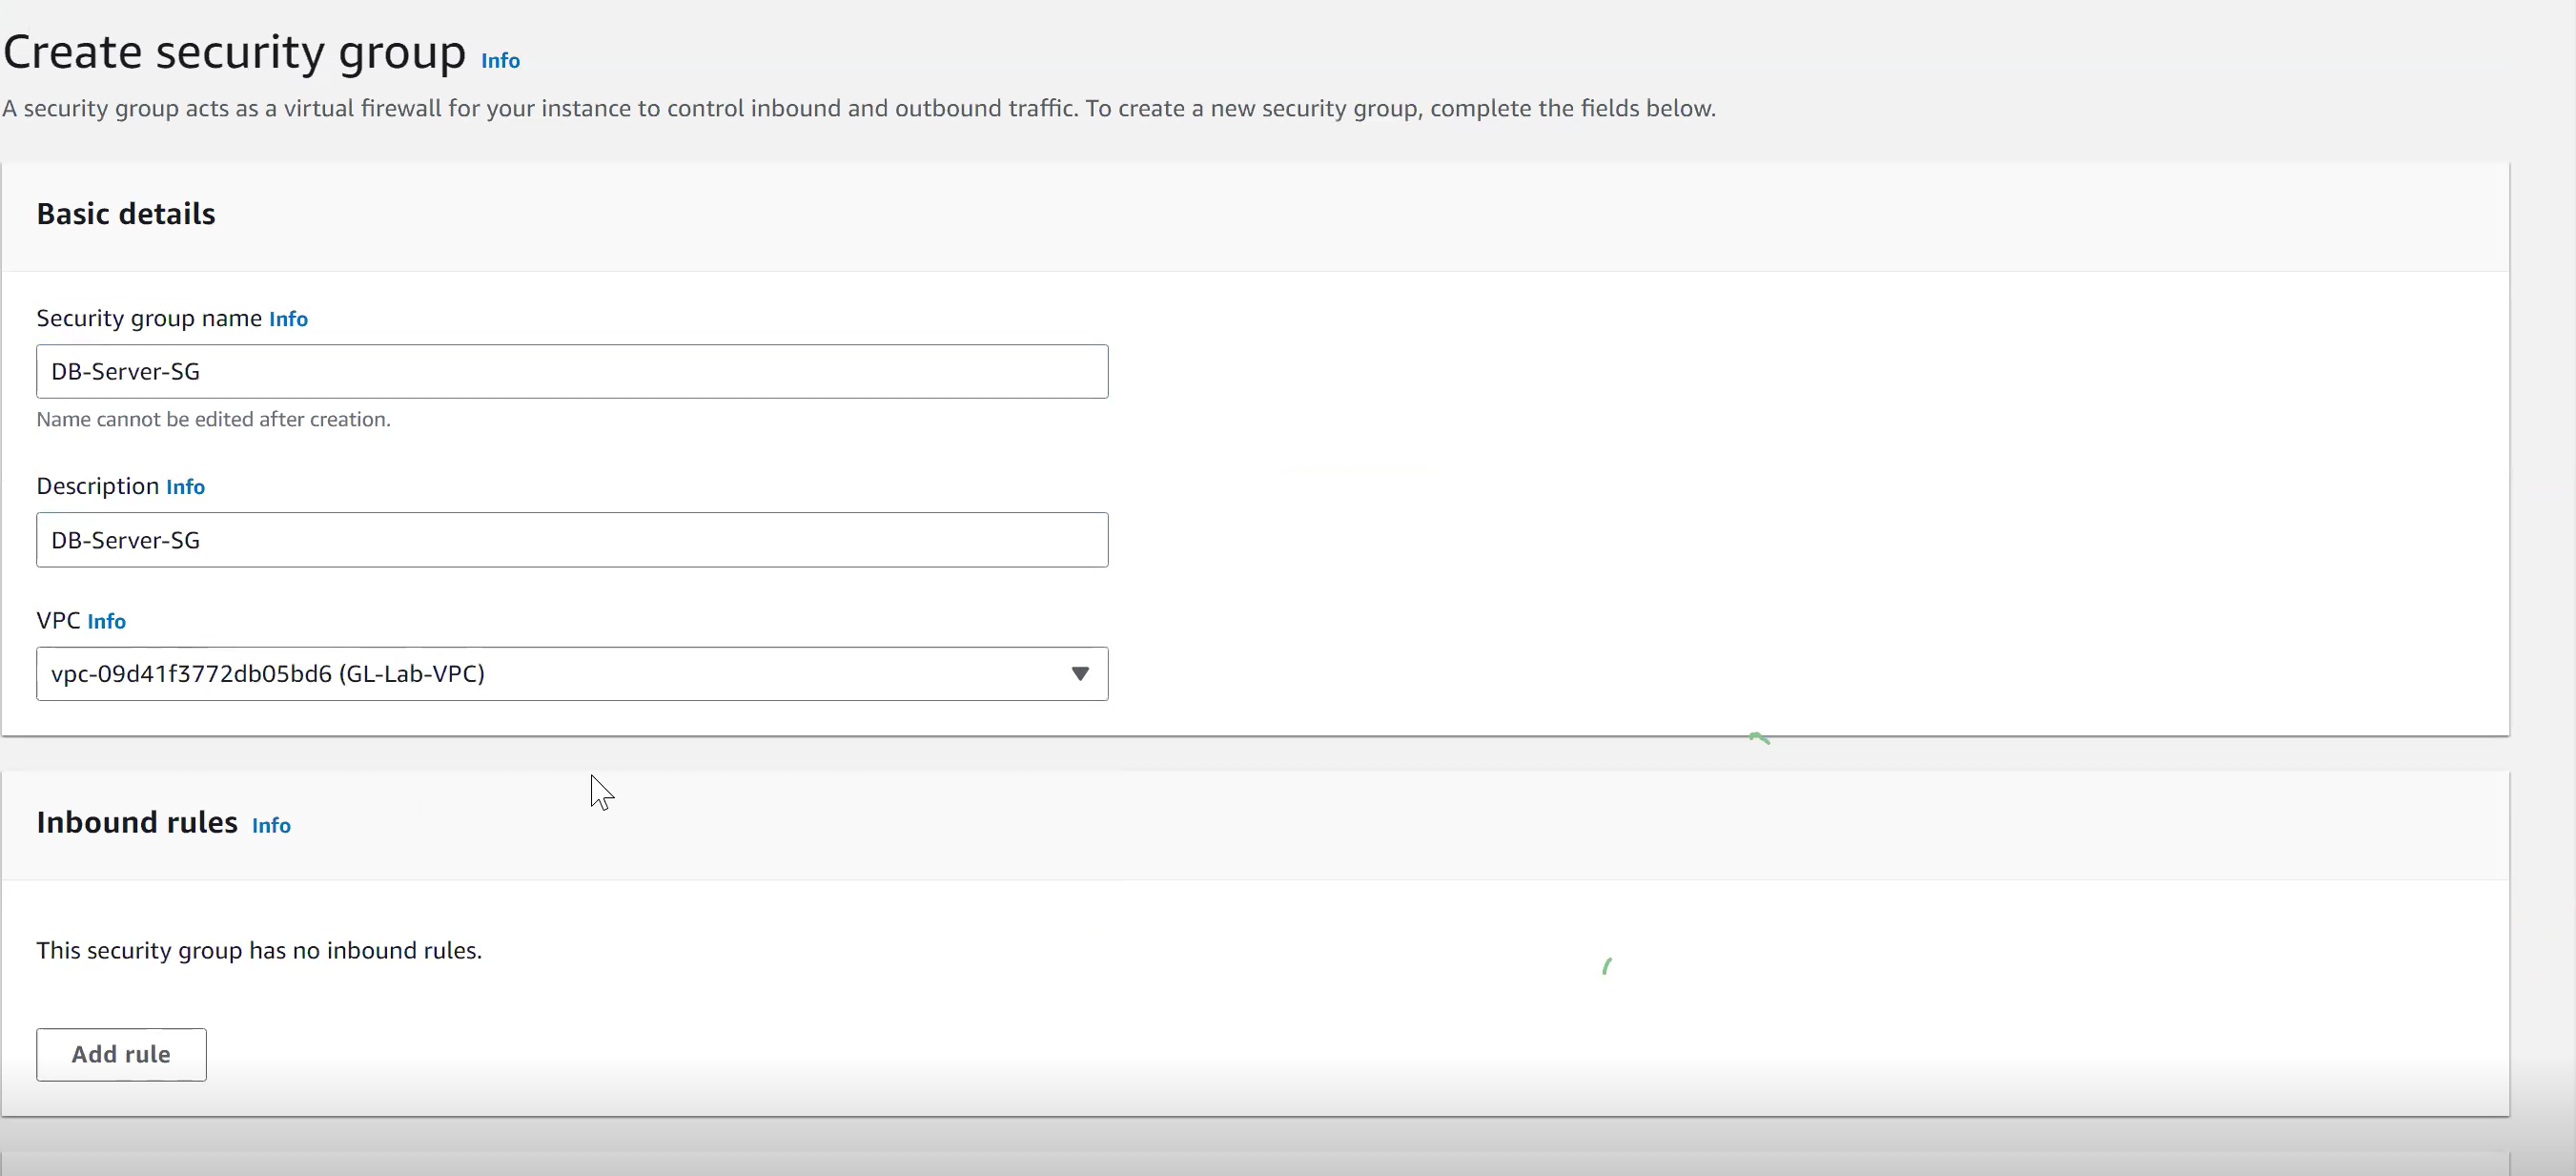 Create security group Info
A security group acts as a virtual firewall for your instance to control inbound and outbound traffic. To create a new security group, complete the fields below.
Basic details
Security group name Info
DB-Server-SG
Name cannot be edited after creation.
Description Info
DB-Server-SG
VPC Info
vpc-09d41f3772db05bd6 (GL-Lab-VPC)
Inbound rules Info
This security group has no inbound rules.
Add rule